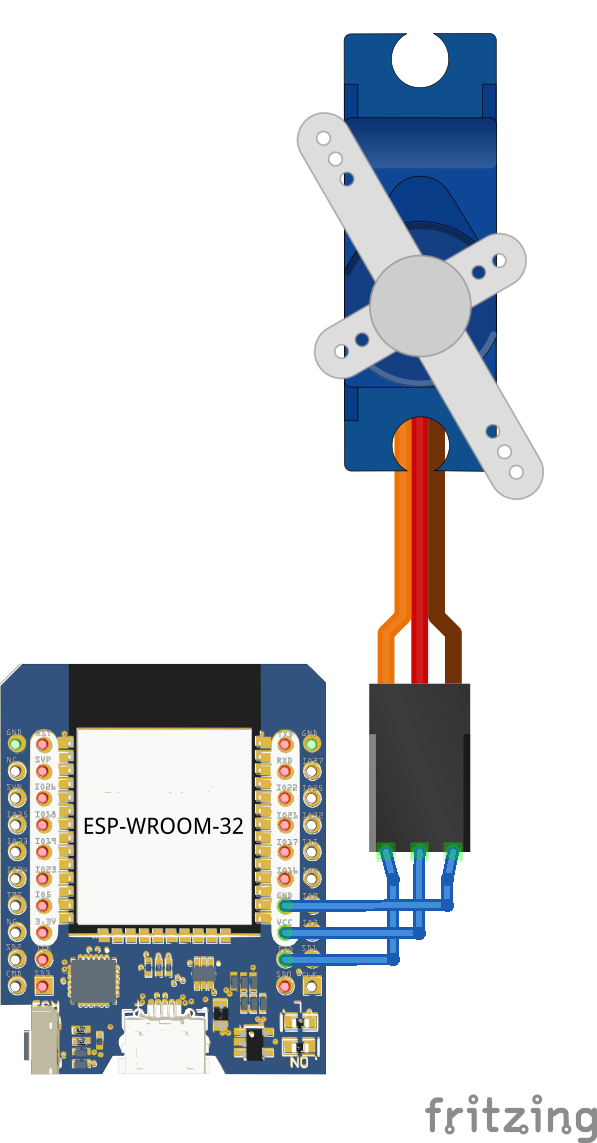 GND
RST
TXD
GND
NC
SVP
RXD
IO27
SVN
IO26
IO22
IO25
IO35
IO18
IO21
IO32
IO33
IO19
IO17
TDI
IO34
IO23
IO16
IO4
TMS
IO5
GND
IO0
NC
3.3V
VCC
IO2
SD2
TCK
SD1
CMD
SD3
SD0
CLK
ESP-WROOM-32
NO
fritzing